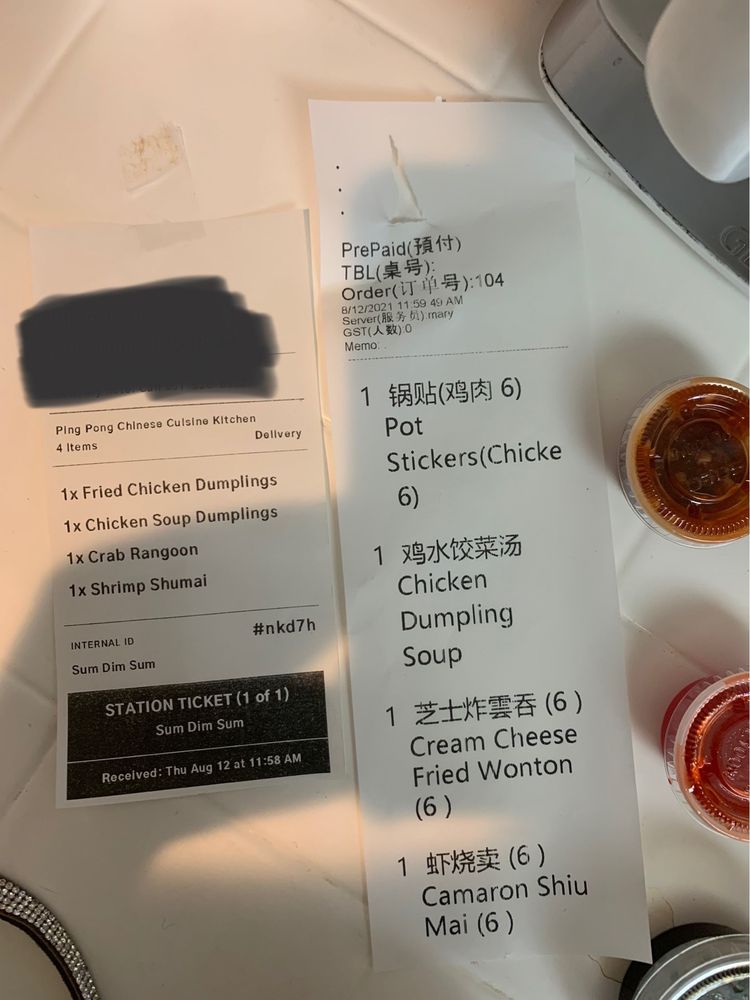 Ping Pong Chinese Cuisine Kitchen
4 Items
Delivery
1x Fried Chicken Dumplings
1x Chicken Soup Dumplings
1x Crab Rangoon
1x Shrimp Shumai
INTERNAL ID
#nkd7h
Sum Dim Sum
STATION TICKET (1 of 1)
Sum Dim Sum
Received: Thu Aug 12 at 11:58 AM
PrePaid(預付)
TBL(桌号):
Order(订单号):104
8/12/2021 11:59:49 AM
Server(服务员):mary
GST(人数):0
Memo: .
1 锅贴(鸡肉 6)
Pot
Stickers(Chicke
6)
1 鸡水饺菜汤
Chicken
Dumpling
Soup
1 芝士炸雲吞 (6 )
Cream Cheese
Fried Wonton
(6 )
1 虾烧卖 (6 )
Camaron Shiu
Mai (6 )